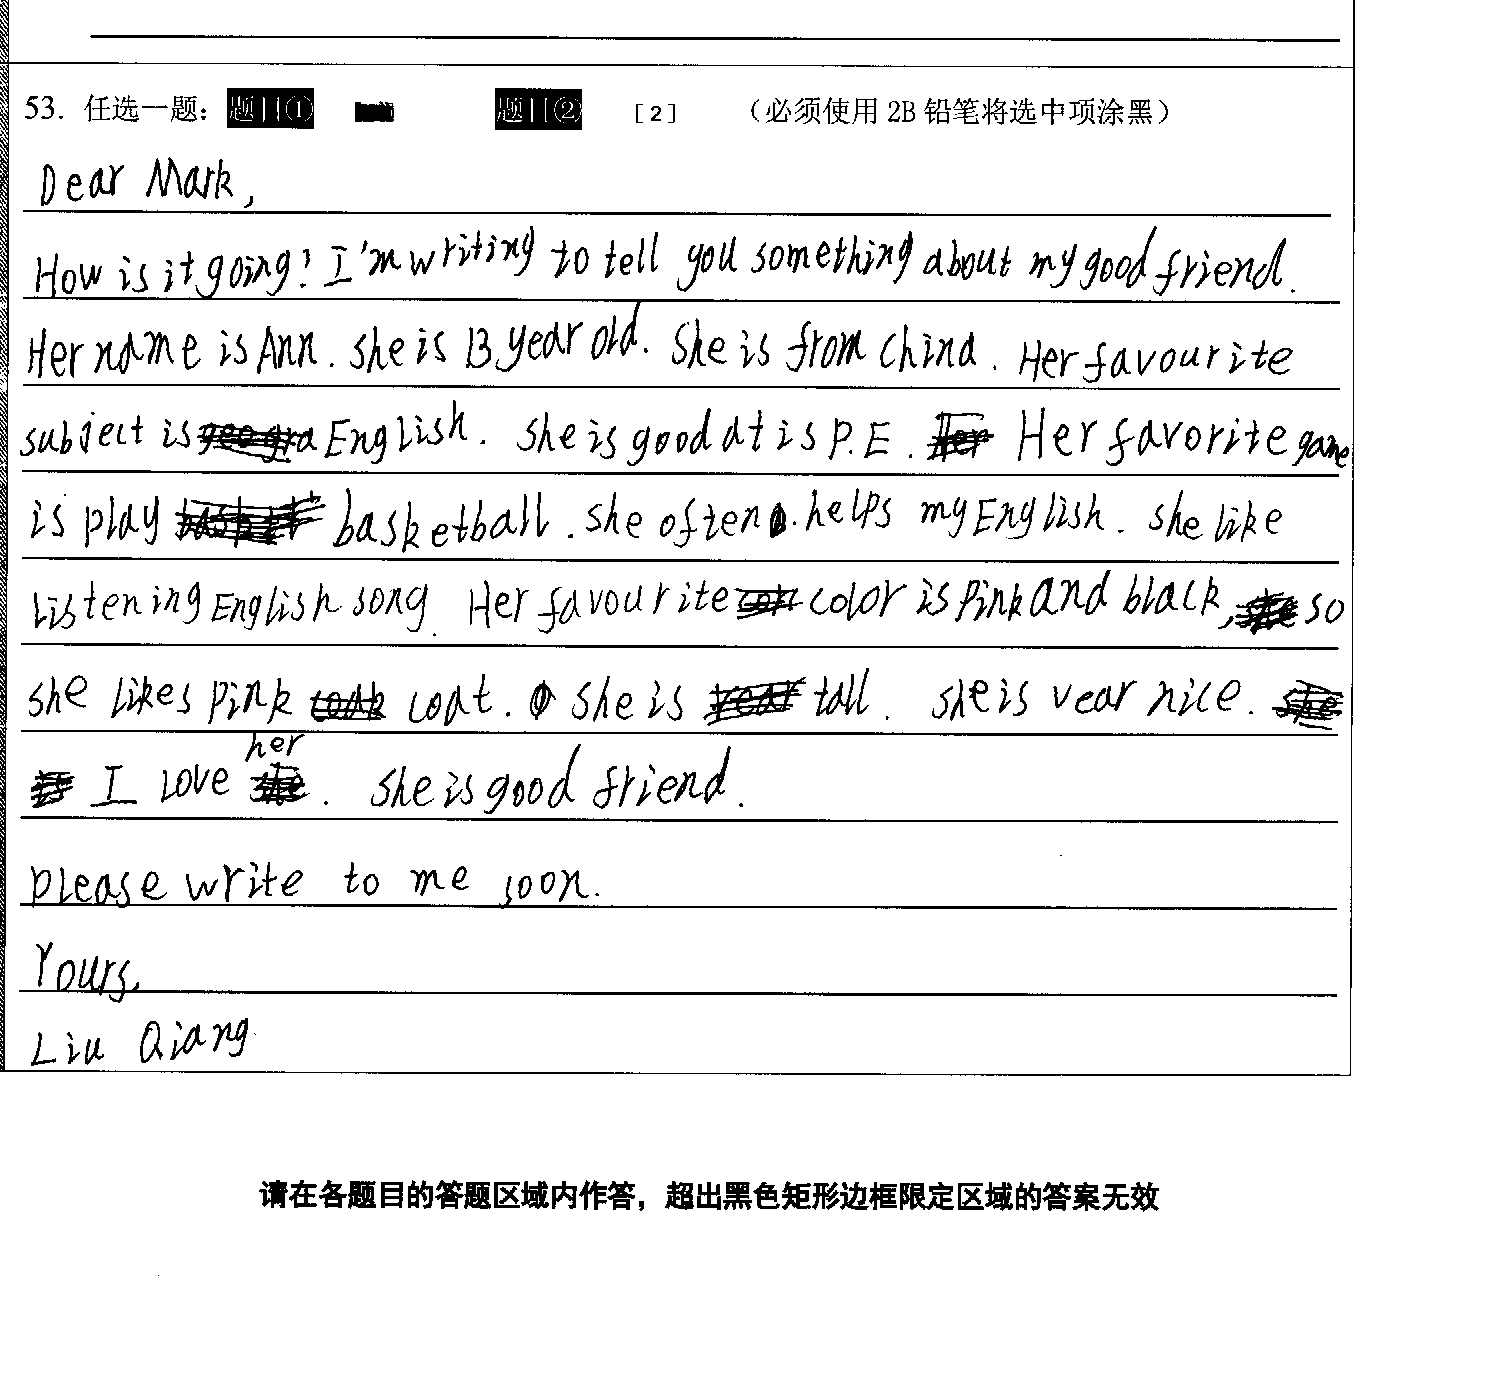 53. 任选一题： 题目① 题目② [2] （必须使用 2B 铅笔将选中项涂黑）
Dear Mark,
How is it going? I'm writing to tell you something about my good friend.
Her name is Ann. she is 13 year old. She is from china. Her favourite
subject is English. She is good at is P.E. Her favorite game
is play basketball. She often helps my English. she like
listening English song. Her favourite color is pink and black, so
she likes pink coat. she is tall. she is vear nice.
I love her. she is good friend.
please write to me soon.
Yours,
Liu Qiang
请在各题目的答题区域内作答，超出黑色矩形边框限定区域的答案无效